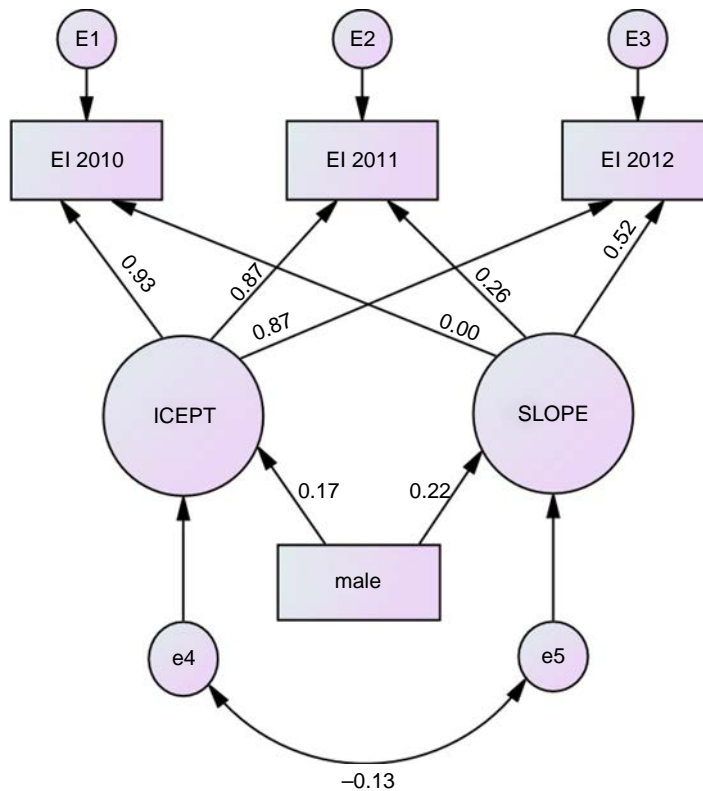 E1
E2
E3
EI 2010
EI 2011
EI 2012
0.93
0.87
0.87
0.00
0.26
0.52
ICEPT
SLOPE
0.17
0.22
male
e4
e5
–0.13